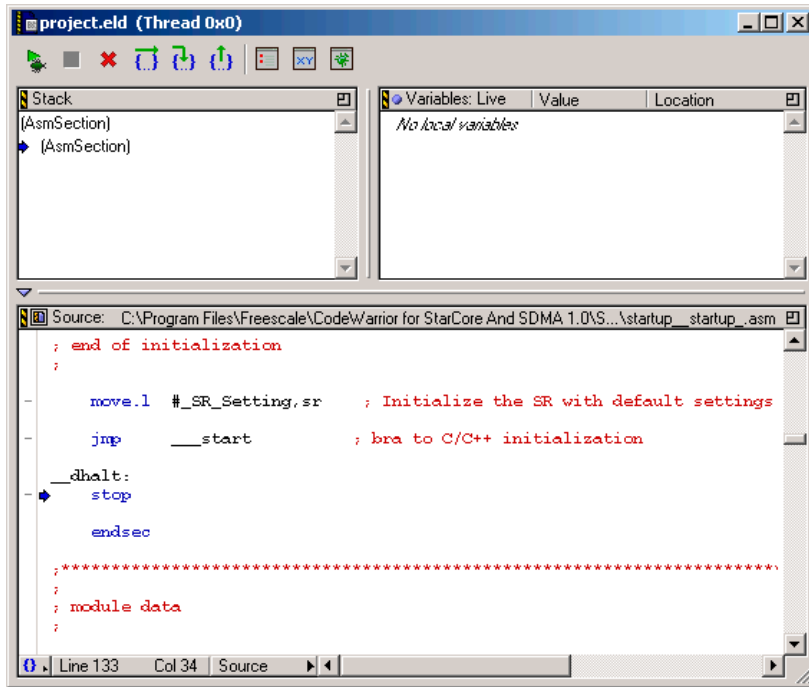 project.eld (Thread 0x0)
Stack
(AsmSection)
(AsmSection)
Variables: Live Value Location
No local variables
Source: C:\Program Files\Freescale\CodeWarrior for StarCore And SDMA 1.0\S...\startup__startup_.asm
; end of initialization
;
move.l #_SR_Setting,sr ; Initialize the SR with default settings
jmp ___start ; bra to C/C++ initialization
__dhalt:
stop
endsec
;************************************************************************
;
; module data
;
Line 133 Col 34 Source